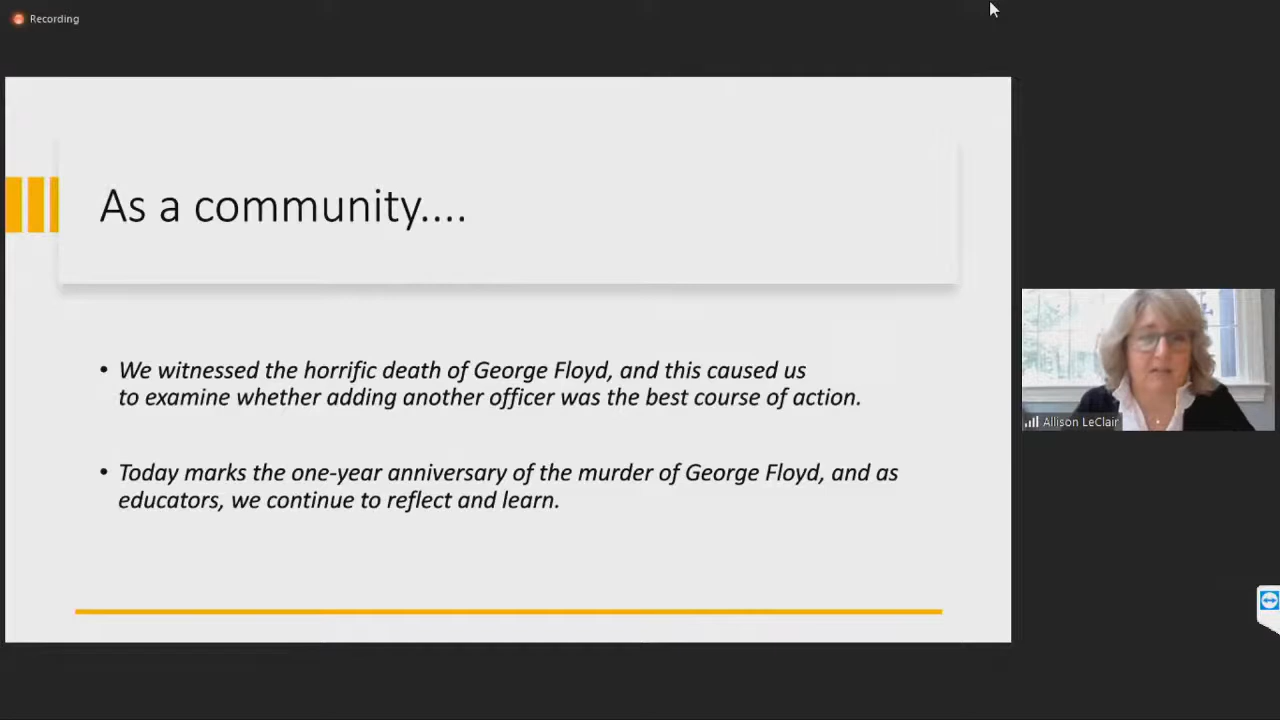 Recording
As a community....
• We witnessed the horrific death of George Floyd, and this caused us
to examine whether adding another officer was the best course of action.
• Today marks the one-year anniversary of the murder of George Floyd, and as
educators, we continue to reflect and learn.
Allison LeClair